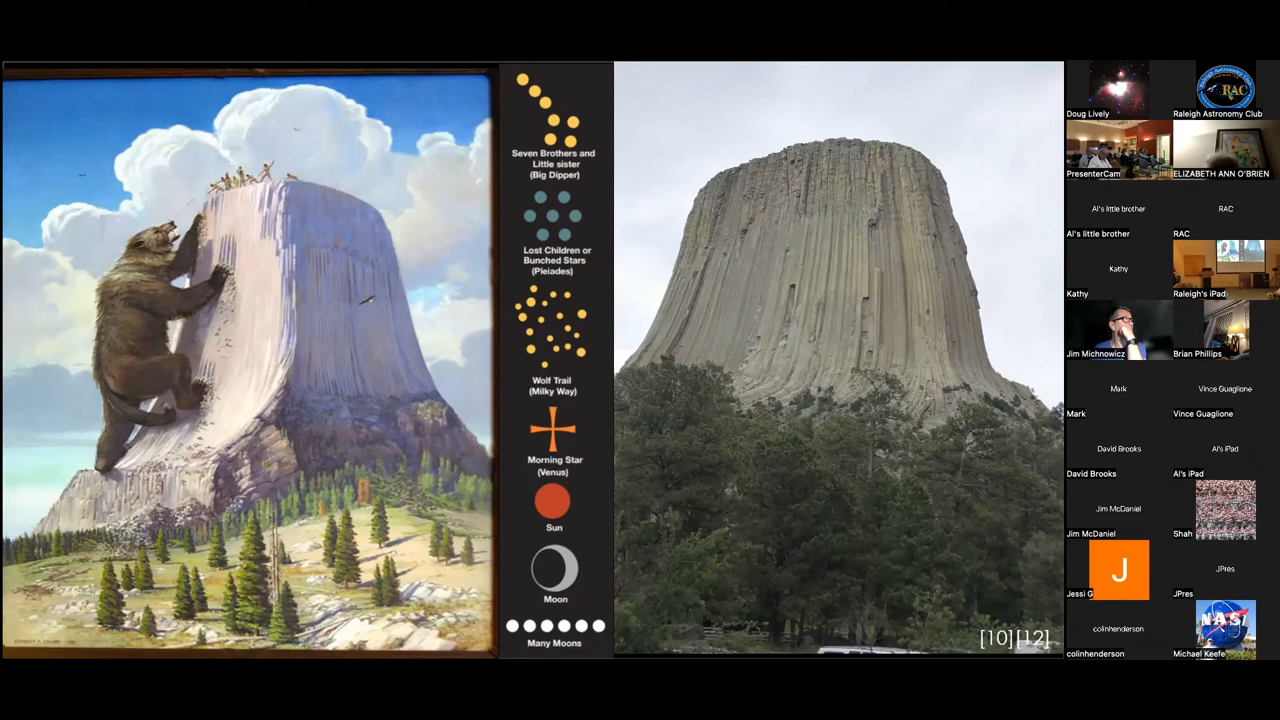 Seven Brothers and
Little sister
(Big Dipper)
Lost Children or
Bunched Stars
(Pleiades)
Wolf Trail
(Milky Way)
Morning Star
(Venus)
Sun
Moon
Many Moons
[10][12]
Doug Lively
RAC
Raleigh Astronomy Club
PresenterCam
ELIZABETH ANN O'BRIEN
Al's little brother
RAC
Al's little brother
RAC
Kathy
Kathy
Raleigh's iPad
Jim Michnowicz
Brian Phillips
Mark
Vince Guaglione
Mark
Vince Guaglione
David Brooks
Al's iPad
David Brooks
Al's iPad
Jim McDaniel
Jim McDaniel
Shah
J
JPres
Jessi G
JPres
colinhenderson
NASA
colinhenderson
Michael Keefe